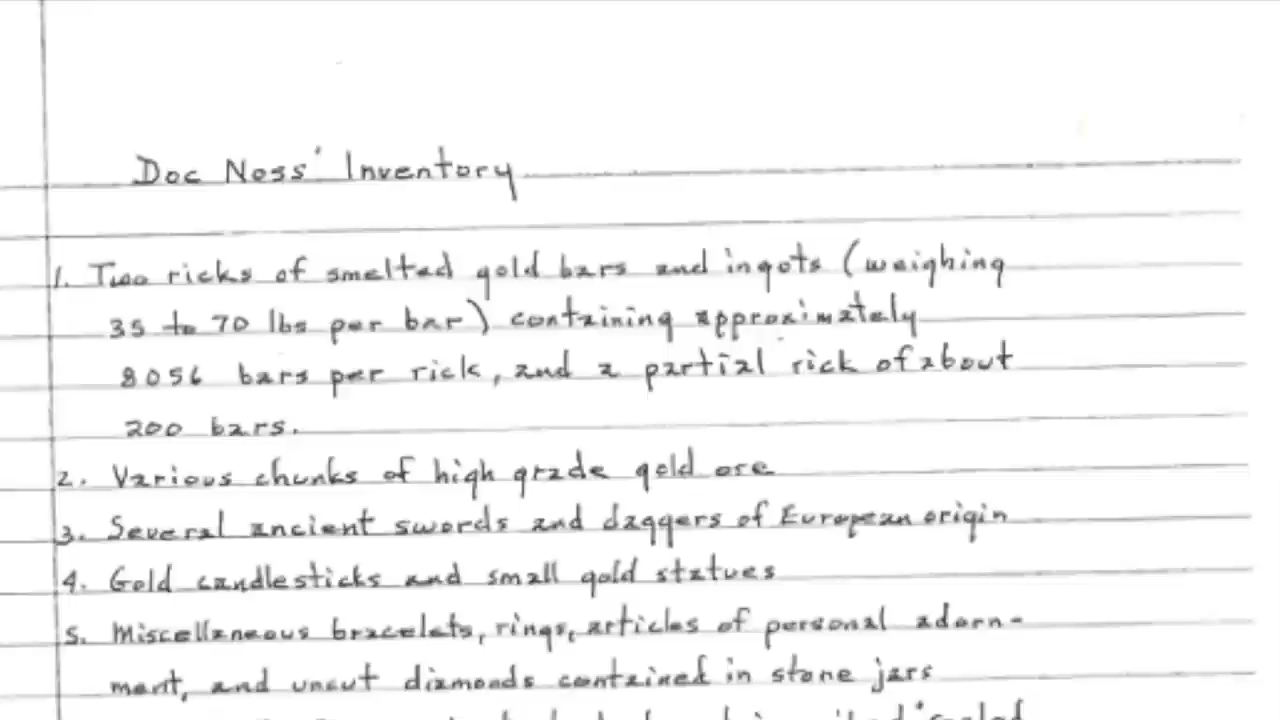 Doc Noss' Inventory
1. Two ricks of smelted gold bars and ingots (weighing
35 to 70 lbs per bar) containing approximately
8056 bars per rick, and a partial rick of about
200 bars.
2. Various chunks of high grade gold ore
3. Several ancient swords and daggers of European origin
4. Gold candlesticks and small gold statues
5. Miscellaneous bracelets, rings, articles of personal adorn-
ment, and uncut diamonds contained in stone jars